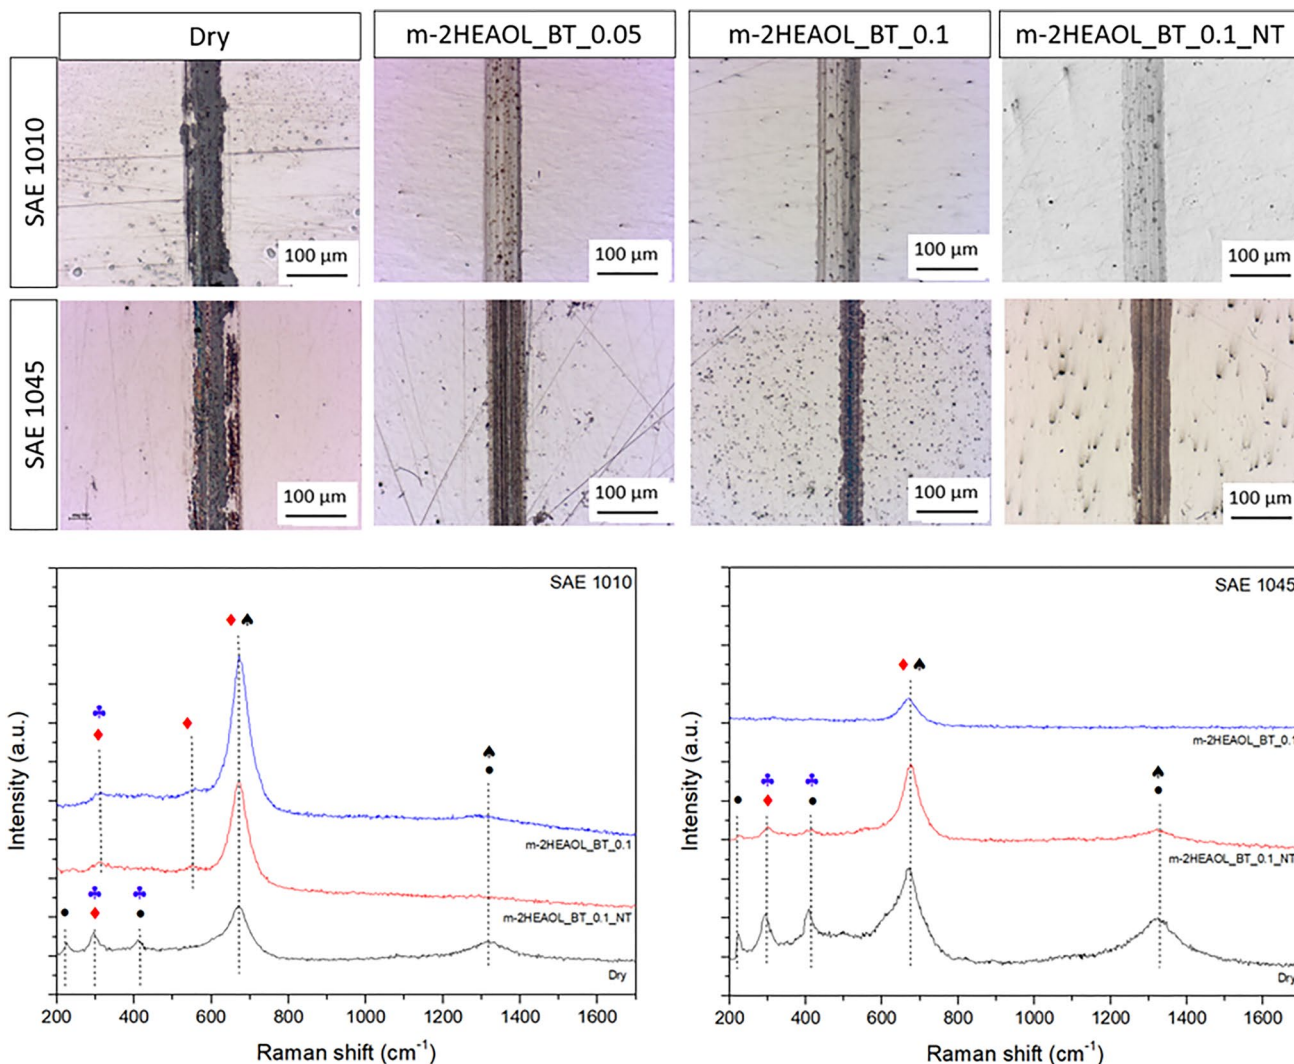 Dry
m-2HEAOL_BT_0.05
m-2HEAOL_BT_0.1
m-2HEAOL_BT_0.1_NT
SAE 1010
100 µm
100 µm
100 µm
100 µm
SAE 1045
100 µm
100 µm
100 µm
100 µm
SAE 1010
Intensity (a.u.)
m-2HEAOL_BT_0.1
m-2HEAOL_BT_0.1_NT
Dry
200 400 600 800 1000 1200 1400 1600
Raman shift (cm⁻¹)
SAE 1045
Intensity (a.u.)
m-2HEAOL_BT_0.1
m-2HEAOL_BT_0.1_NT
Dry
200 400 600 800 1000 1200 1400 1600
Raman shift (cm⁻¹)